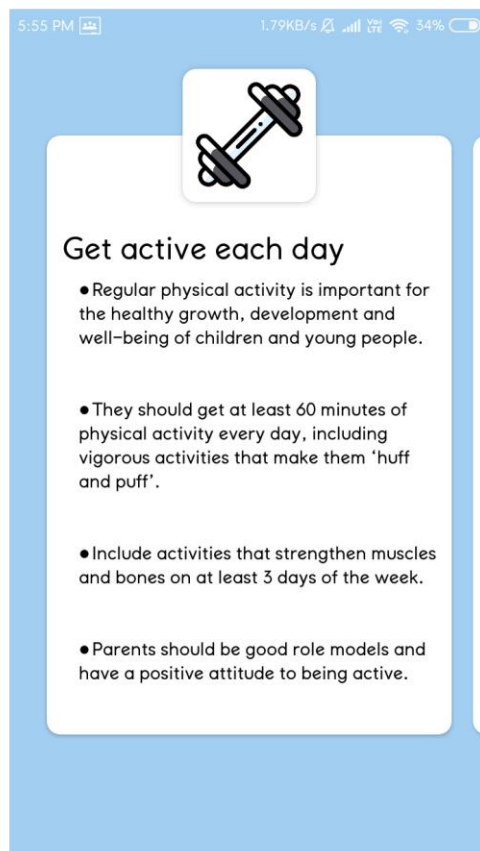 5:55 PM
1.79KB/s
VoLTE
34%
Get active each day
●Regular physical activity is important for
the healthy growth, development and
well-being of children and young people.
●They should get at least 60 minutes of
physical activity every day, including
vigorous activities that make them ‘huff
and puff’.
●Include activities that strengthen muscles
and bones on at least 3 days of the week.
●Parents should be good role models and
have a positive attitude to being active.